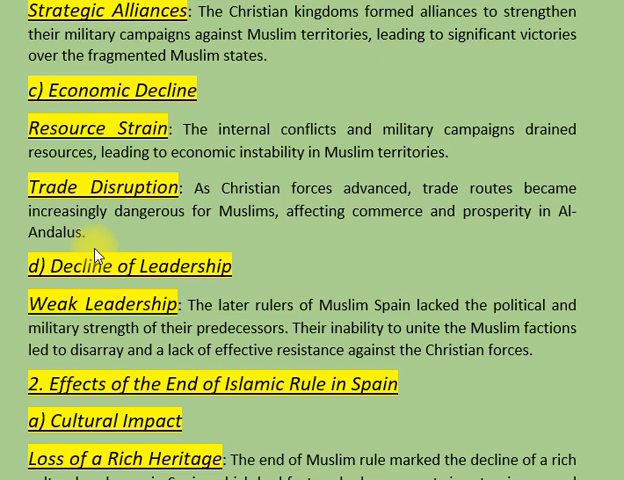 Strategic Alliances: The Christian kingdoms formed alliances to strengthen
their military campaigns against Muslim territories, leading to significant victories
over the fragmented Muslim states.
c) Economic Decline
Resource Strain: The internal conflicts and military campaigns drained
resources, leading to economic instability in Muslim territories.
Trade Disruption: As Christian forces advanced, trade routes became
increasingly dangerous for Muslims, affecting commerce and prosperity in Al-
Andalus.
d) Decline of Leadership
Weak Leadership: The later rulers of Muslim Spain lacked the political and
military strength of their predecessors. Their inability to unite the Muslim factions
led to disarray and a lack of effective resistance against the Christian forces.
2. Effects of the End of Islamic Rule in Spain
a) Cultural Impact
Loss of a Rich Heritage: The end of Muslim rule marked the decline of a rich